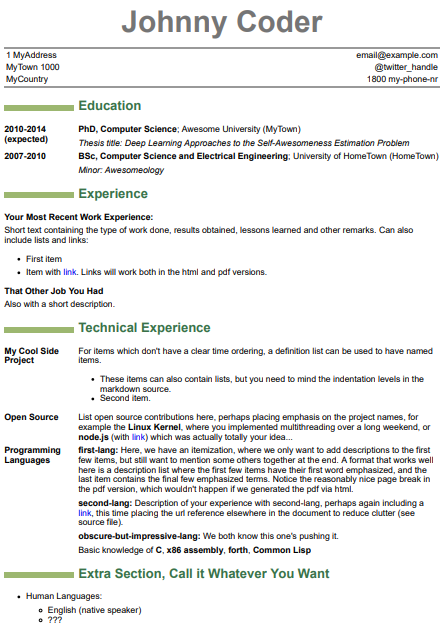 Johnny Coder
1 MyAddress
email@example.com
MyTown 1000
@twitter_handle
MyCountry
1800 my-phone-nr
Education
2010-2014 (expected)
PhD, Computer Science; Awesome University (MyTown)
Thesis title: Deep Learning Approaches to the Self-Awesomeness Estimation Problem
2007-2010
BSc, Computer Science and Electrical Engineering; University of HomeTown (HomeTown)
Minor: Awesomeology
Experience
Your Most Recent Work Experience:
Short text containing the type of work done, results obtained, lessons learned and other remarks. Can also
include lists and links:
• First item
• Item with link. Links will work both in the html and pdf versions.
That Other Job You Had
Also with a short description.
Technical Experience
My Cool Side
Project
For items which don't have a clear time ordering, a definition list can be used to have named
items.
• These items can also contain lists, but you need to mind the indentation levels in the
markdown source.
• Second item.
Open Source
List open source contributions here, perhaps placing emphasis on the project names, for
example the Linux Kernel, where you implemented multithreading over a long weekend, or
node.js (with link) which was actually totally your idea...
Programming
Languages
first-lang: Here, we have an itemization, where we only want to add descriptions to the first
few items, but still want to mention some others together at the end. A format that works well
here is a description list where the first few items have their first word emphasized, and the
last item contains the final few emphasized terms. Notice the reasonably nice page break in
the pdf version, which wouldn't happen if we generated the pdf via html.
second-lang: Description of your experience with second-lang, perhaps again including a
link, this time placing the url reference elsewhere in the document to reduce clutter (see
source file).
obscure-but-impressive-lang: We both know this one's pushing it.
Basic knowledge of C, x86 assembly, forth, Common Lisp
Extra Section, Call it Whatever You Want
• Human Languages:
◦ English (native speaker)
◦ ???